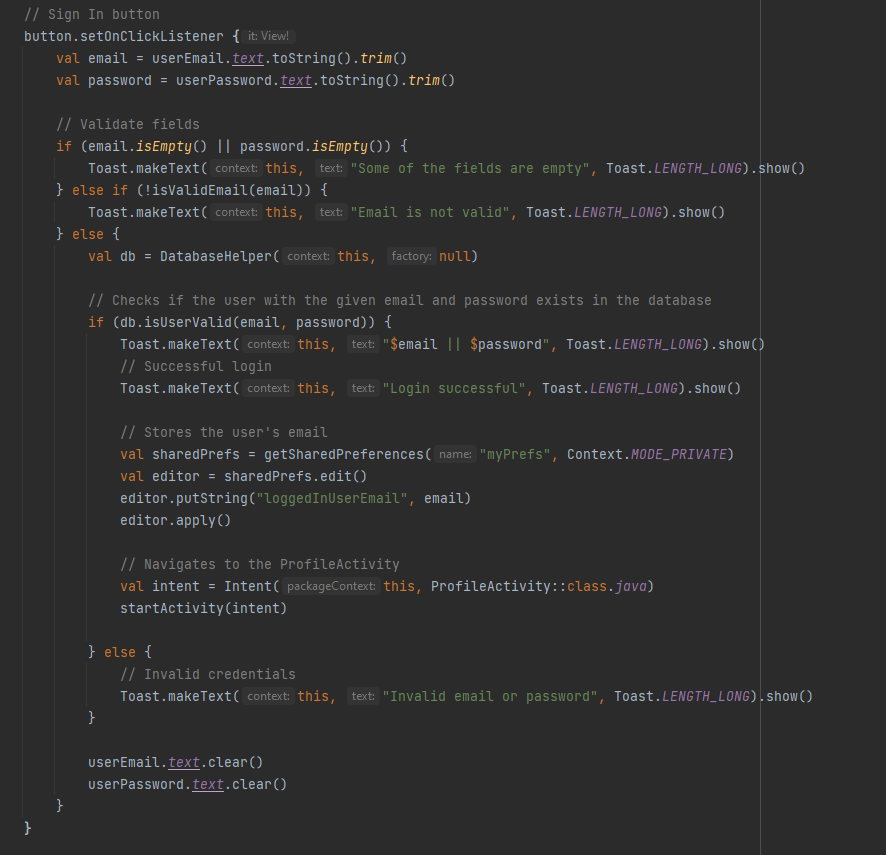 // Sign In button
button.setOnClickListener { it: View!
    val email = userEmail.text.toString().trim()
    val password = userPassword.text.toString().trim()

    // Validate fields
    if (email.isEmpty() || password.isEmpty()) {
        Toast.makeText( context: this, text: "Some of the fields are empty", Toast.LENGTH_LONG).show()
    } else if (!isValidEmail(email)) {
        Toast.makeText( context: this, text: "Email is not valid", Toast.LENGTH_LONG).show()
    } else {
        val db = DatabaseHelper( context: this, factory: null)

        // Checks if the user with the given email and password exists in the database
        if (db.isUserValid(email, password)) {
            Toast.makeText( context: this, text: "$email || $password", Toast.LENGTH_LONG).show()
            // Successful login
            Toast.makeText( context: this, text: "Login successful", Toast.LENGTH_LONG).show()

            // Stores the user's email
            val sharedPrefs = getSharedPreferences( name: "myPrefs", Context.MODE_PRIVATE)
            val editor = sharedPrefs.edit()
            editor.putString("loggedInUserEmail", email)
            editor.apply()

            // Navigates to the ProfileActivity
            val intent = Intent( packageContext: this, ProfileActivity::class.java)
            startActivity(intent)

        } else {
            // Invalid credentials
            Toast.makeText( context: this, text: "Invalid email or password", Toast.LENGTH_LONG).show()
        }

        userEmail.text.clear()
        userPassword.text.clear()
    }
}